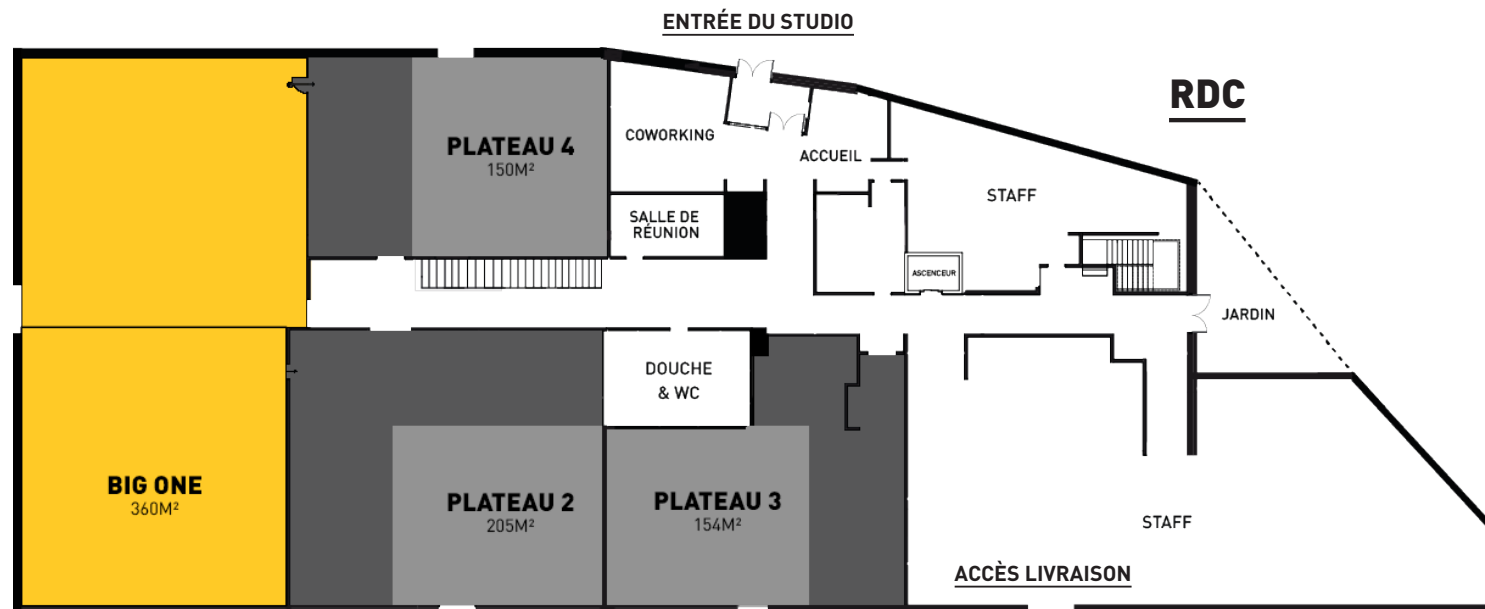 ENTRÉE DU STUDIO
RDC
COWORKING
PLATEAU 4
150M²
ACCUEIL
STAFF
SALLE DE
RÉUNION
ASCENCEUR
JARDIN
DOUCHE
& WC
BIG ONE
360M²
PLATEAU 2
205M²
PLATEAU 3
154M²
STAFF
ACCÈS LIVRAISON